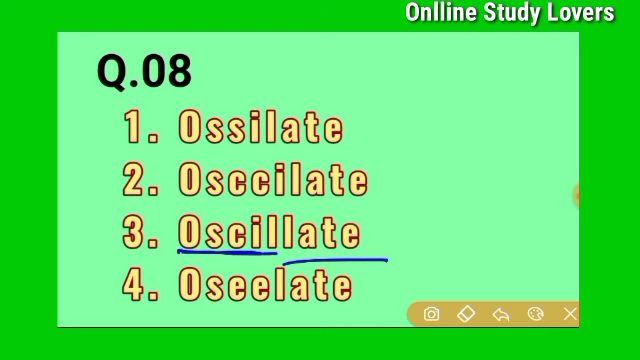 Onlline Study Lovers
Q.08
1. Ossilate
2. Osccilate
3. Oscillate
4. Oseelate